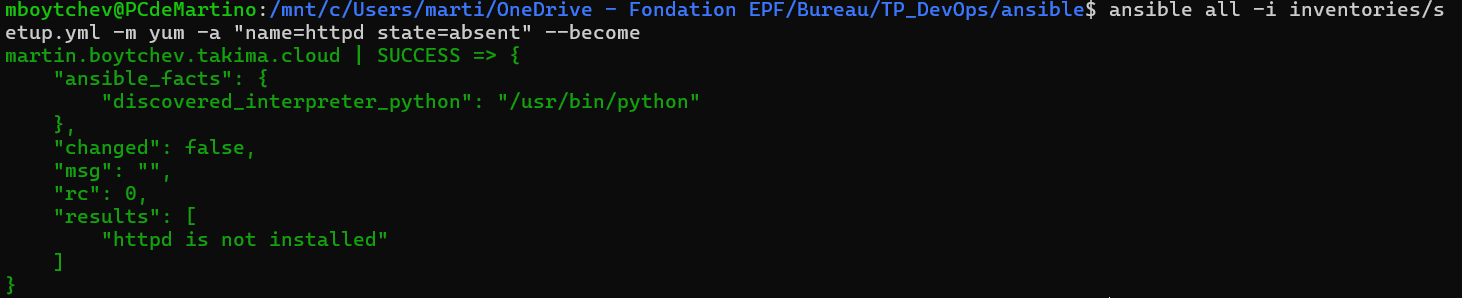 mboytchev@PCdeMartino:/mnt/c/Users/marti/OneDrive - Fondation EPF/Bureau/TP_DevOps/ansible$ ansible all -i inventories/s
etup.yml -m yum -a "name=httpd state=absent" --become
martin.boytchev.takima.cloud | SUCCESS => {
    "ansible_facts": {
        "discovered_interpreter_python": "/usr/bin/python"
    },
    "changed": false,
    "msg": "",
    "rc": 0,
    "results": [
        "httpd is not installed"
    ]
}